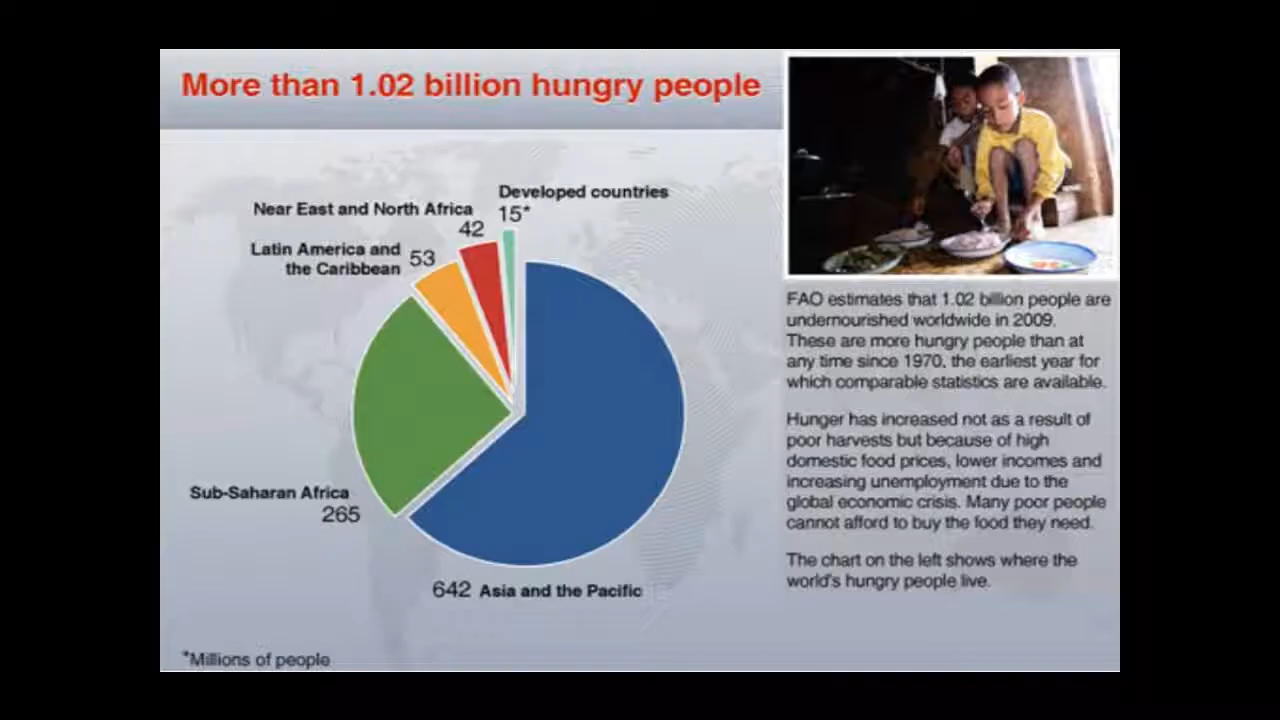 More than 1.02 billion hungry people
Developed countries
15*
Near East and North Africa
42
Latin America and
the Caribbean
53
Sub-Saharan Africa
265
642 Asia and the Pacific
*Millions of people
FAO estimates that 1.02 billion people are
undernourished worldwide in 2009.
These are more hungry people than at
any time since 1970, the earliest year for
which comparable statistics are available.
Hunger has increased not as a result of
poor harvests but because of high
domestic food prices, lower incomes and
increasing unemployment due to the
global economic crisis. Many poor people
cannot afford to buy the food they need.
The chart on the left shows where the
world's hungry people live.